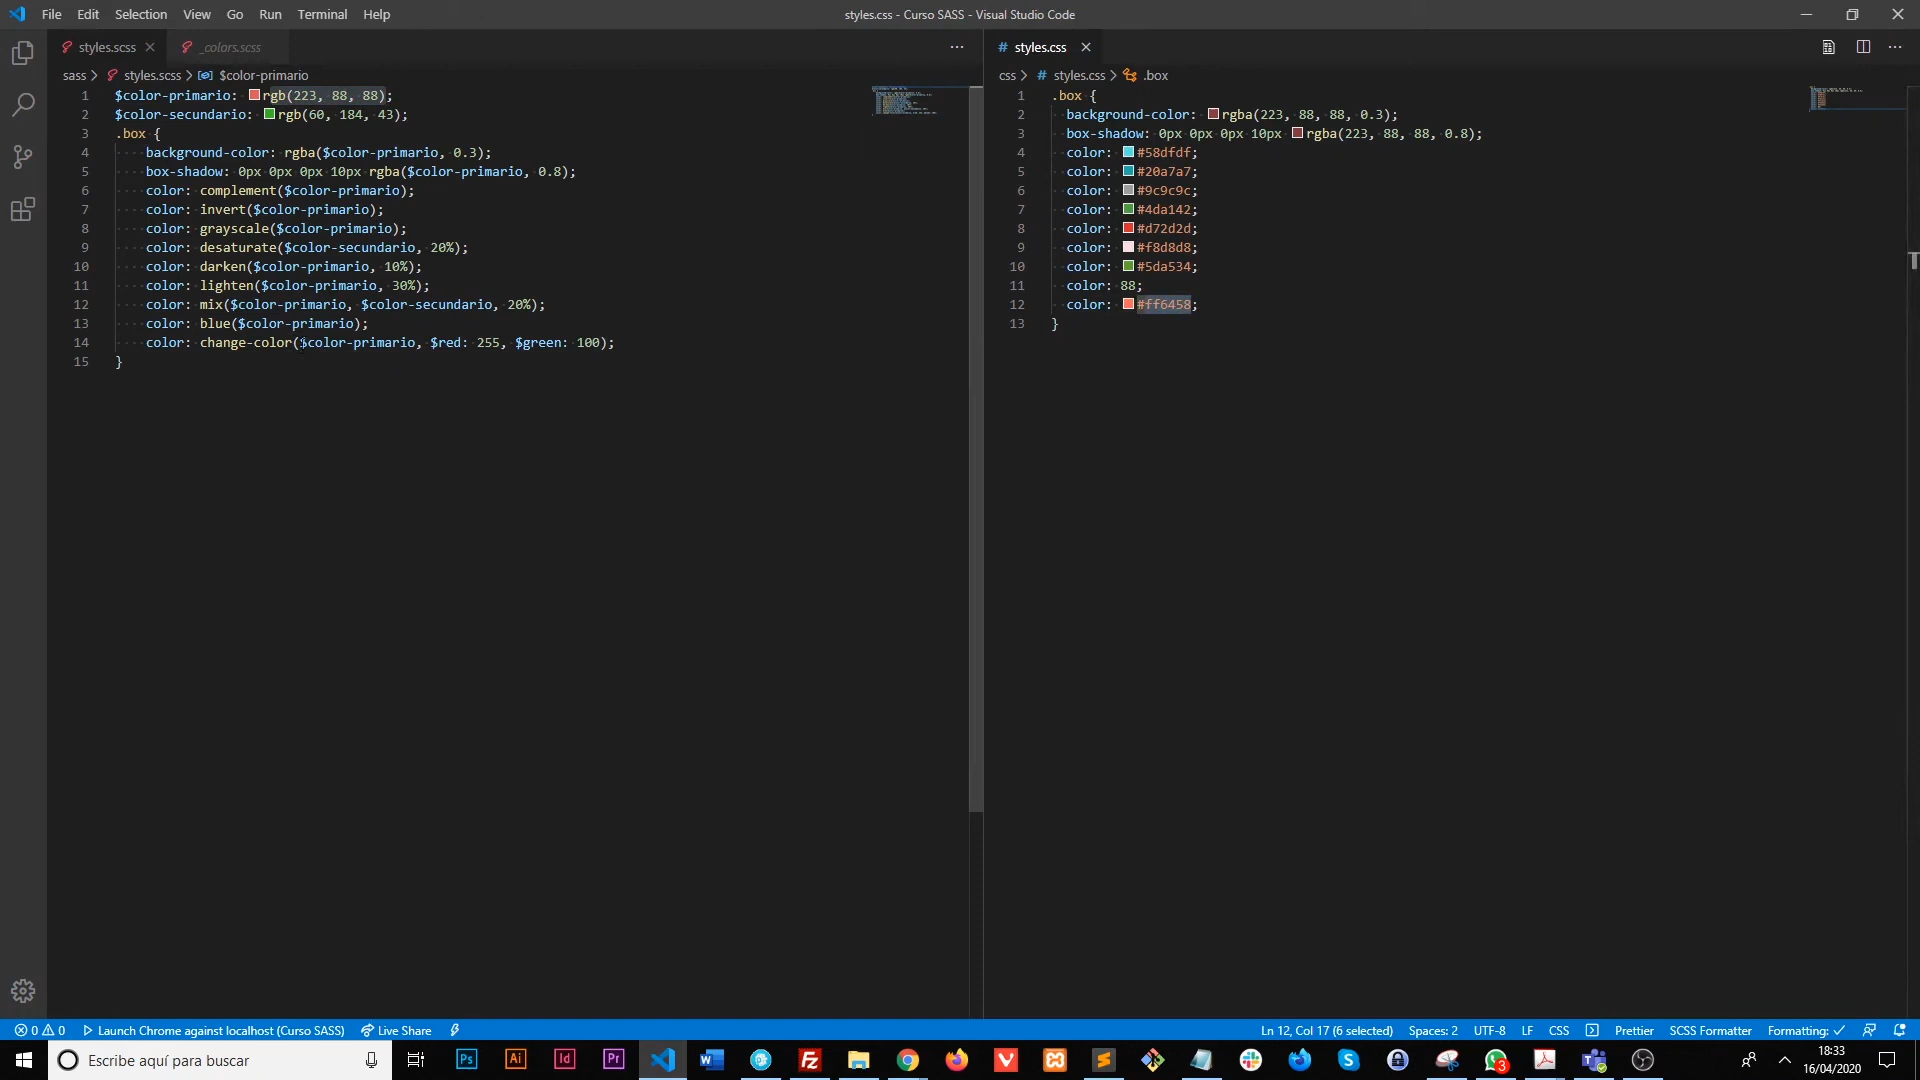 File Edit Selection View Go Run Terminal Help
styles.css - Curso SASS - Visual Studio Code
styles.scss
_colors.scss
sass > styles.scss > $color-primario
1 $color-primario: rgb(223, 88, 88);
2 $color-secundario: rgb(60, 184, 43);
3 .box {
4 background-color: rgba($color-primario, 0.3);
5 box-shadow: 0px 0px 0px 10px rgba($color-primario, 0.8);
6 color: complement($color-primario);
7 color: invert($color-primario);
8 color: grayscale($color-primario);
9 color: desaturate($color-secundario, 20%);
10 color: darken($color-primario, 10%);
11 color: lighten($color-primario, 30%);
12 color: mix($color-primario, $color-secundario, 20%);
13 color: blue($color-primario);
14 color: change-color($color-primario, $red: 255, $green: 100);
15 }
# styles.css
css > # styles.css > .box
1 .box {
2 background-color: rgba(223, 88, 88, 0.3);
3 box-shadow: 0px 0px 0px 10px rgba(223, 88, 88, 0.8);
4 color: #58dfdf;
5 color: #20a7a7;
6 color: #9c9c9c;
7 color: #4da142;
8 color: #d72d2d;
9 color: #f8d8d8;
10 color: #5da534;
11 color: 88;
12 color: #ff6458;
13 }
0 0 Launch Chrome against localhost (Curso SASS) Live Share
Ln 12, Col 17 (6 selected) Spaces: 2 UTF-8 LF CSS Prettier SCSS Formatter Formatting: ✓
Escribe aquí para buscar
Ps Ai Id Pr
3
18:33
16/04/2020